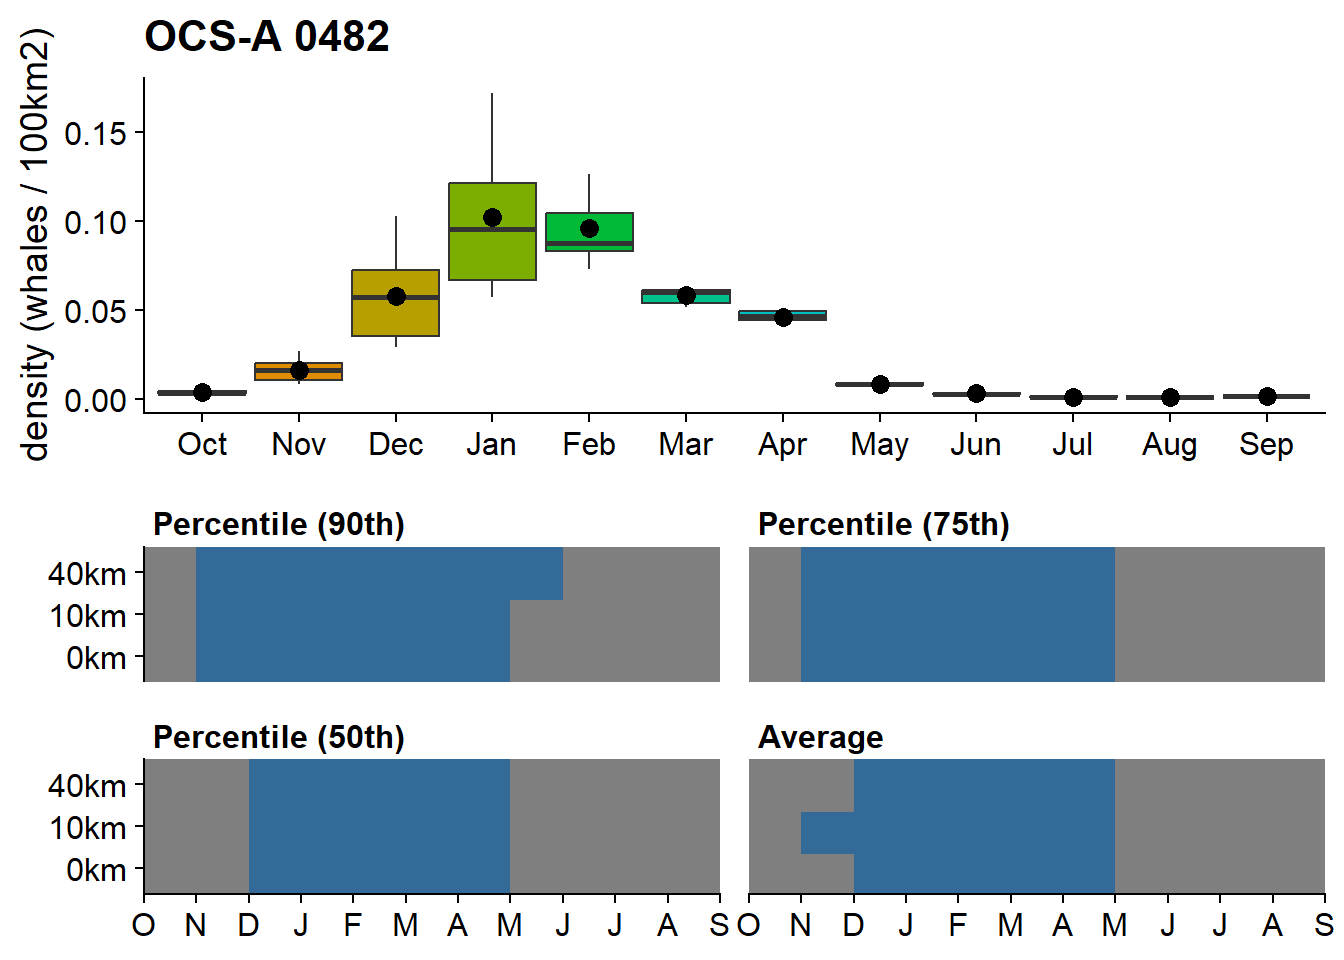 OCS-A 0482
density (whales / 100km2)
0.15
0.10
0.05
0.00
Oct Nov Dec Jan Feb Mar Apr May Jun Jul Aug Sep
Percentile (90th) Percentile (75th)
40km
10km
0km
Percentile (50th) Average
40km
10km
0km
O N D J F M A M J J A S O N D J F M A M J J A S